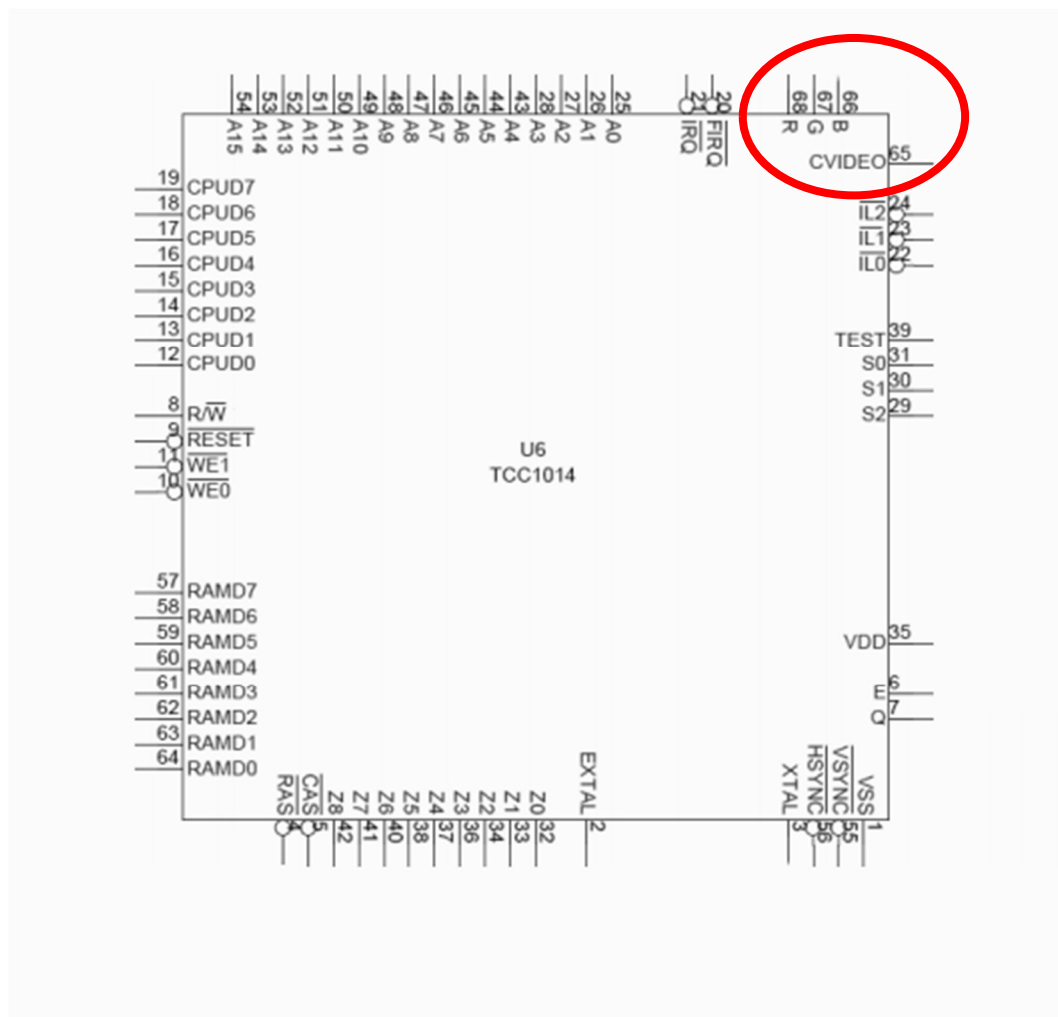 54 53 52 51 50 49 48 47 46 45 44 43 28 27 26 25 21 20 68 67 66
A15 A14 A13 A12 A11 A10 A9 A8 A7 A6 A5 A4 A3 A2 A1 A0 IRQ FIRQ R G B
CVIDEO 65
19 CPUD7
18 CPUD6 IL2 24
17 CPUD5 IL1 23
16 CPUD4 IL0 22
15 CPUD3
14 CPUD2
13 CPUD1 TEST 39
12 CPUD0 S0 31
S1 30
8 R/W S2 29
9 RESET
11 WE1
10 WE0
U6
TCC1014
57 RAMD7
58 RAMD6
59 RAMD5 VDD 35
60 RAMD4
61 RAMD3 E 6
62 RAMD2 Q 7
63 RAMD1
64 RAMD0
RAS CAS Z8 Z7 Z6 Z5 Z4 Z3 Z2 Z1 Z0 EXTAL XTAL HSYNC VSYNC VSS
4 5 42 41 40 38 37 36 34 33 32 2 3 56 55 1